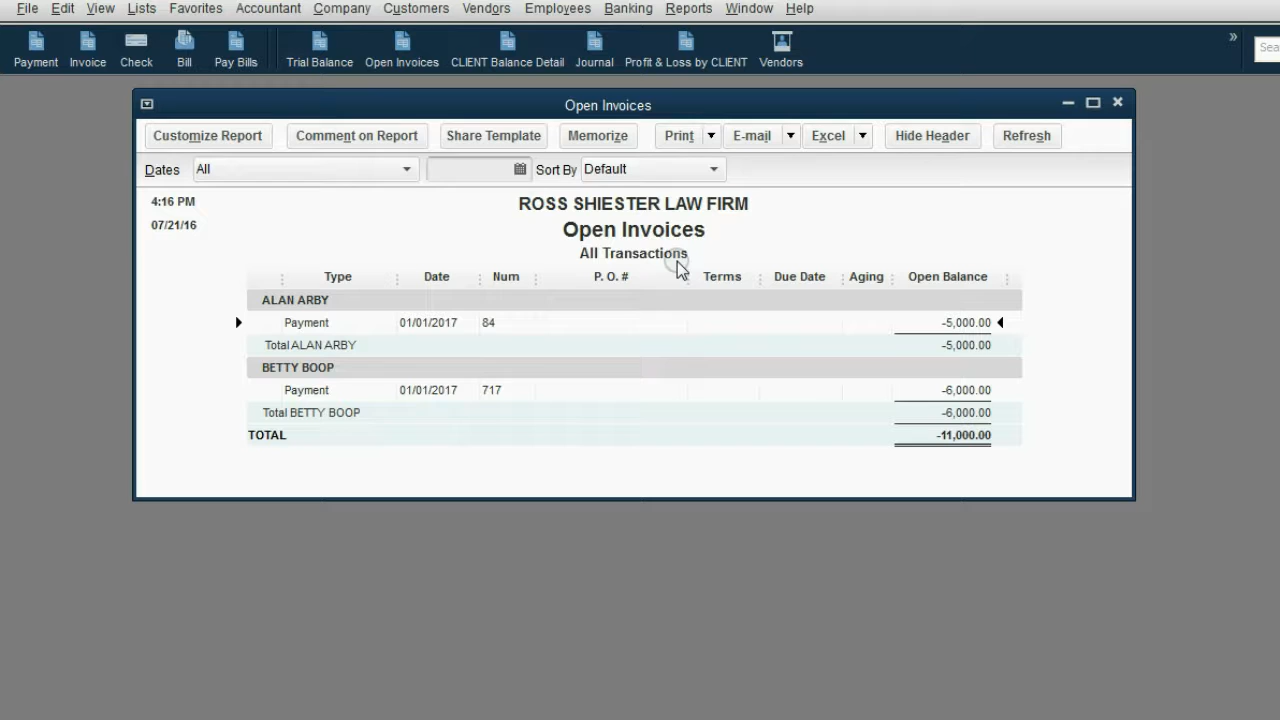 File Edit View Lists Favorites Accountant Company Customers Vendors Employees Banking Reports Window Help
Payment Invoice Check Bill Pay Bills Trial Balance Open Invoices CLIENT Balance Detail Journal Profit & Loss by CLIENT Vendors » Sea
Open Invoices
Customize Report Comment on Report Share Template Memorize Print E-mail Excel Hide Header Refresh
Dates All Sort By Default
4:16 PM ROSS SHIESTER LAW FIRM
07/21/16 Open Invoices
All Transactions
Type Date Num P. O. # Terms Due Date Aging Open Balance
ALAN ARBY
Payment 01/01/2017 84 -5,000.00
Total ALAN ARBY -5,000.00
BETTY BOOP
Payment 01/01/2017 717 -6,000.00
Total BETTY BOOP -6,000.00
TOTAL -11,000.00